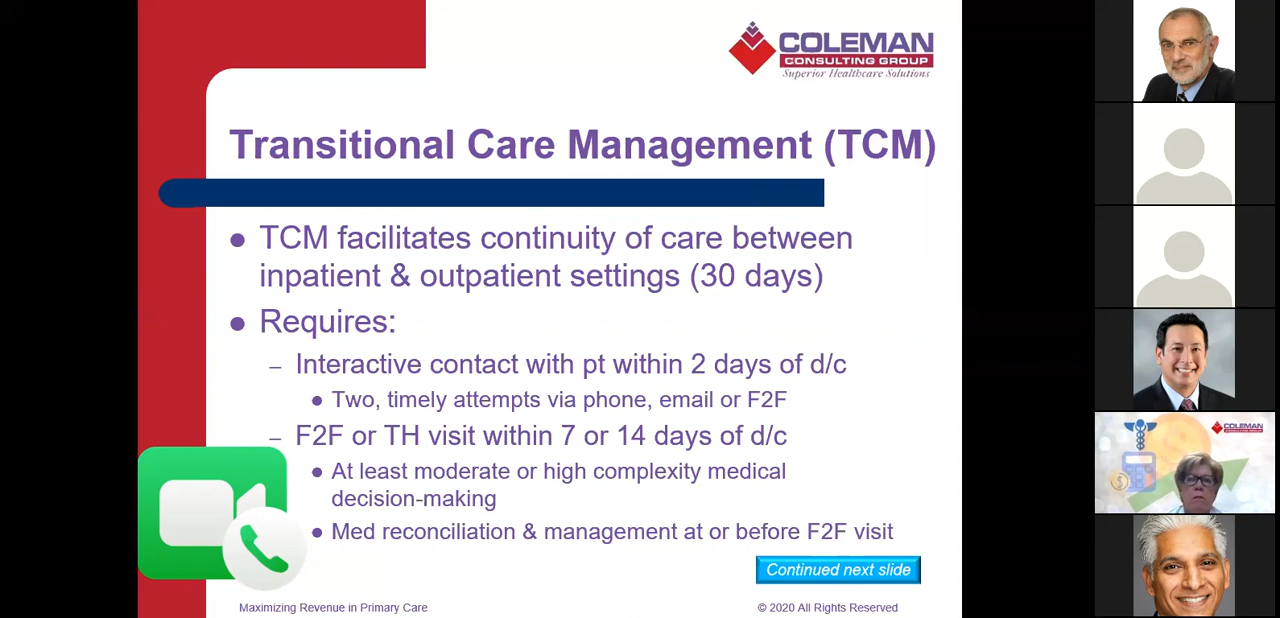 COLEMAN
CONSULTING GROUP
Superior Healthcare Solutions
Transitional Care Management (TCM)
● TCM facilitates continuity of care between
inpatient & outpatient settings (30 days)
● Requires:
– Interactive contact with pt within 2 days of d/c
● Two, timely attempts via phone, email or F2F
– F2F or TH visit within 7 or 14 days of d/c
● At least moderate or high complexity medical
decision-making
● Med reconciliation & management at or before F2F visit
Continued next slide
Maximizing Revenue in Primary Care
© 2020 All Rights Reserved
COLEMAN